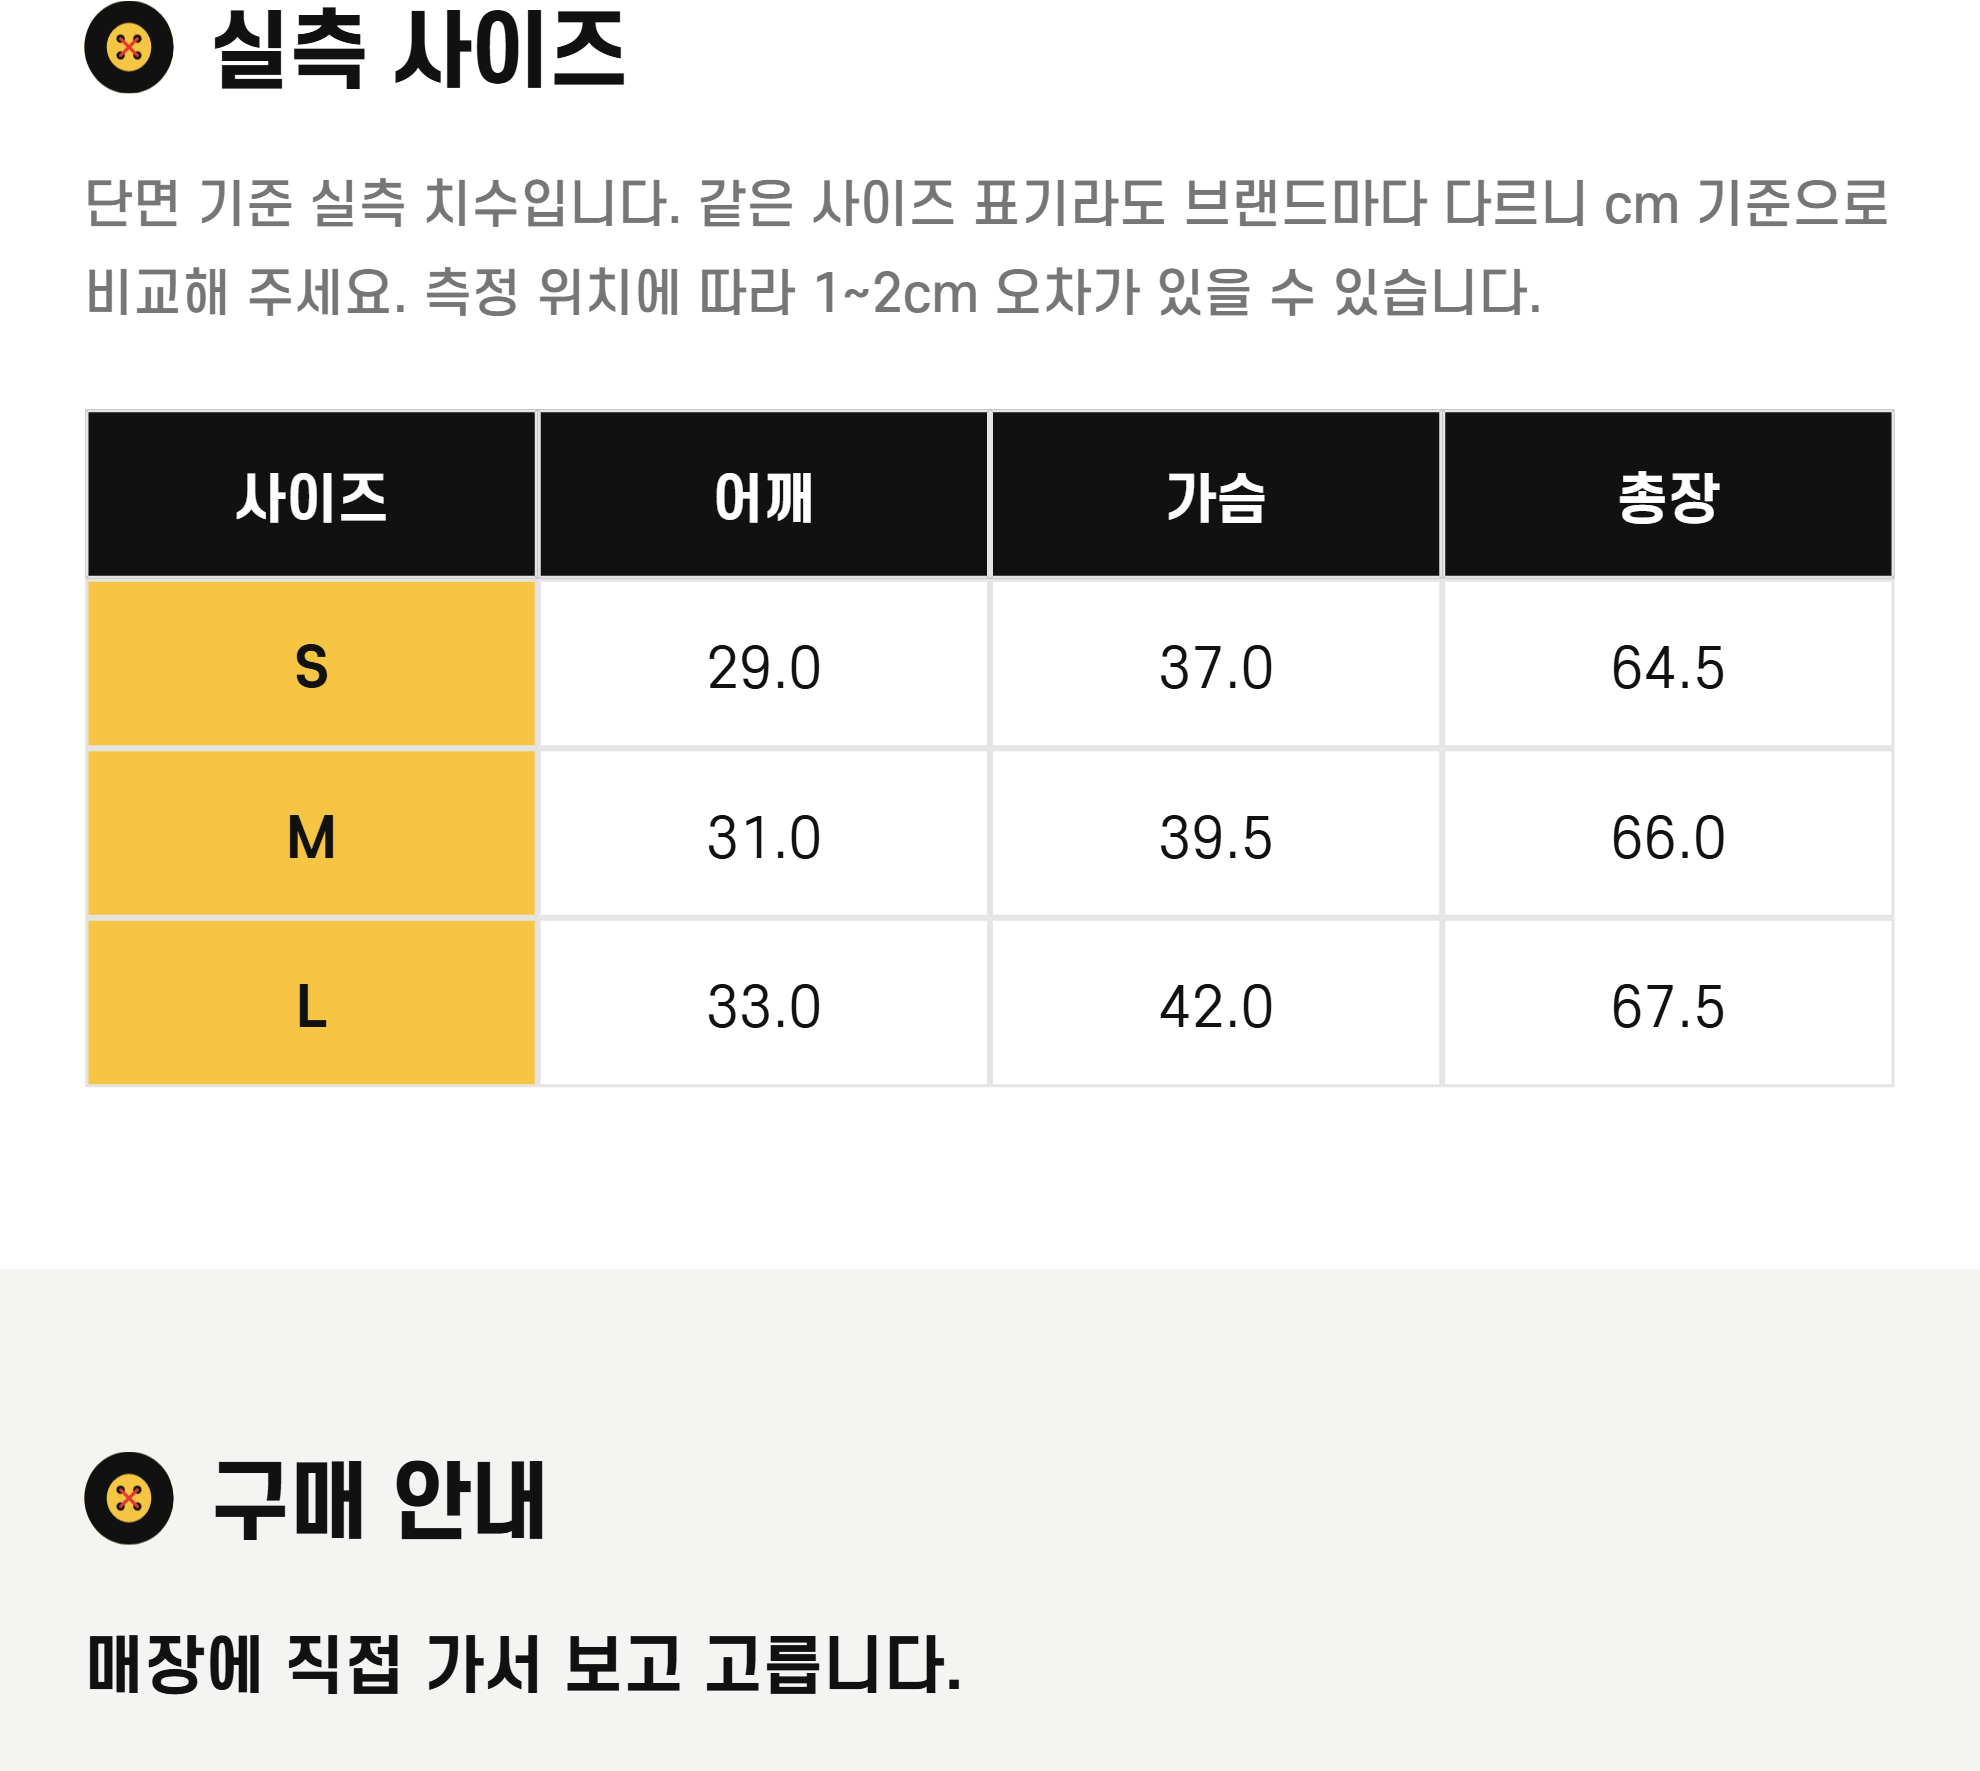 실측 사이즈
단면 기준 실측 치수입니다. 같은 사이즈 표기라도 브랜드마다 다르니 cm 기준으로
비교해 주세요. 측정 위치에 따라 1~2cm 오차가 있을 수 있습니다.
사이즈 어깨 가슴 총장
S 29.0 37.0 64.5
M 31.0 39.5 66.0
L 33.0 42.0 67.5
구매 안내
매장에 직접 가서 보고 고릅니다.